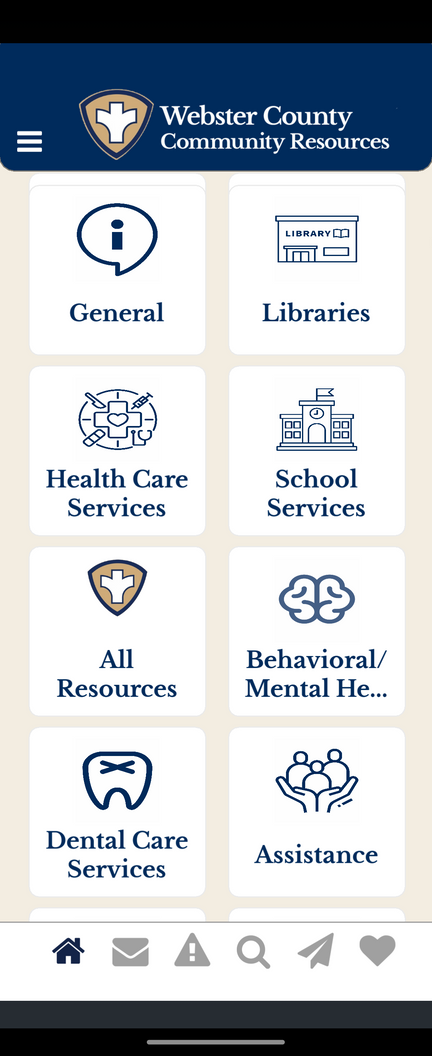 Webster County
Community Resources
LIBRARY
General
Libraries
Health Care
Services
School
Services
All
Resources
Behavioral/
Mental He...
Dental Care
Services
Assistance